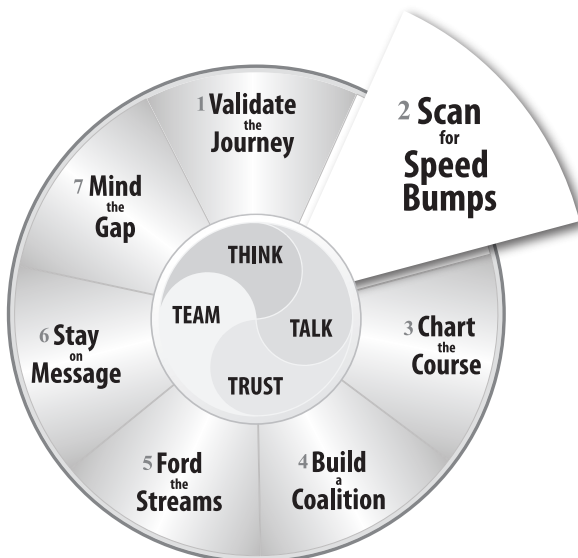 1 Validate
the
Journey
2 Scan
for
Speed
Bumps
3 Chart
the
Course
4 Build
a
Coalition
5 Ford
the
Streams
6 Stay
on
Message
7 Mind
the
Gap
THINK
TEAM
TALK
TRUST